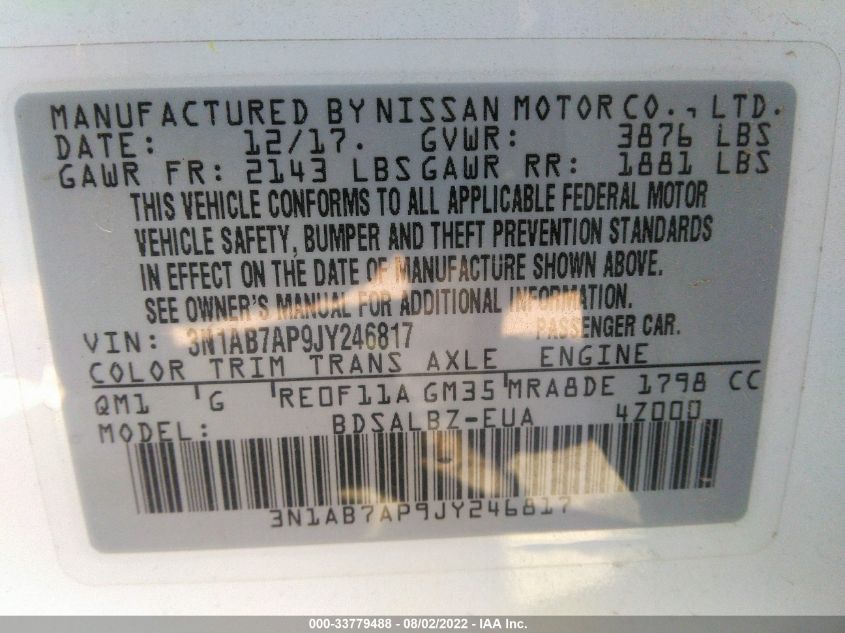 MANUFACTURED BY NISSAN MOTOR CO., LTD.
DATE: 12/17. GVWR: 3876 LBS
GAWR FR: 2143 LBS GAWR RR: 1881 LBS
THIS VEHICLE CONFORMS TO ALL APPLICABLE FEDERAL MOTOR
VEHICLE SAFETY, BUMPER AND THEFT PREVENTION STANDARDS
IN EFFECT ON THE DATE OF MANUFACTURE SHOWN ABOVE.
SEE OWNER'S MANUAL FOR ADDITIONAL INFORMATION.
VIN: 3N1AB7AP9JY246817 PASSENGER CAR.
COLOR TRIM TRANS AXLE ENGINE
QM1 G RE0F11A GM35 MRA8DE 1798 CC
MODEL: BDSALBZ-EUA 4Z000
3N1AB7AP9JY246817
000-33779488 - 08/02/2022 - IAA Inc.